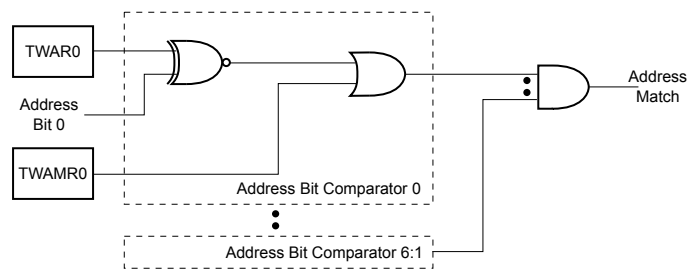 TWAR0
Address
Bit 0
TWAMR0
Address Bit Comparator 0
Address Bit Comparator 6:1
Address
Match